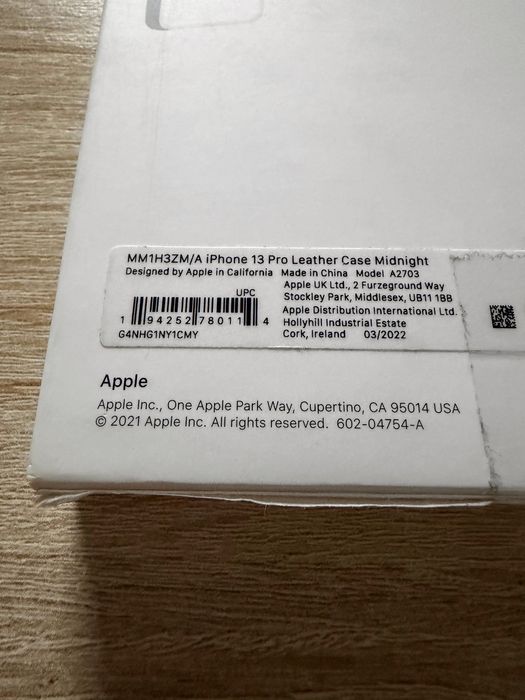 MM1H3ZM/A iPhone 13 Pro Leather Case Midnight
Designed by Apple in California Made in China Model A2703
UPC
1 94252 78011 4
G4NHG1NY1CMY
Apple UK Ltd., 2 Furzeground Way
Stockley Park, Middlesex, UB11 1BB
Apple Distribution International Ltd.
Hollyhill Industrial Estate
Cork, Ireland 03/2022
Apple
Apple Inc., One Apple Park Way, Cupertino, CA 95014 USA
© 2021 Apple Inc. All rights reserved. 602-04754-A